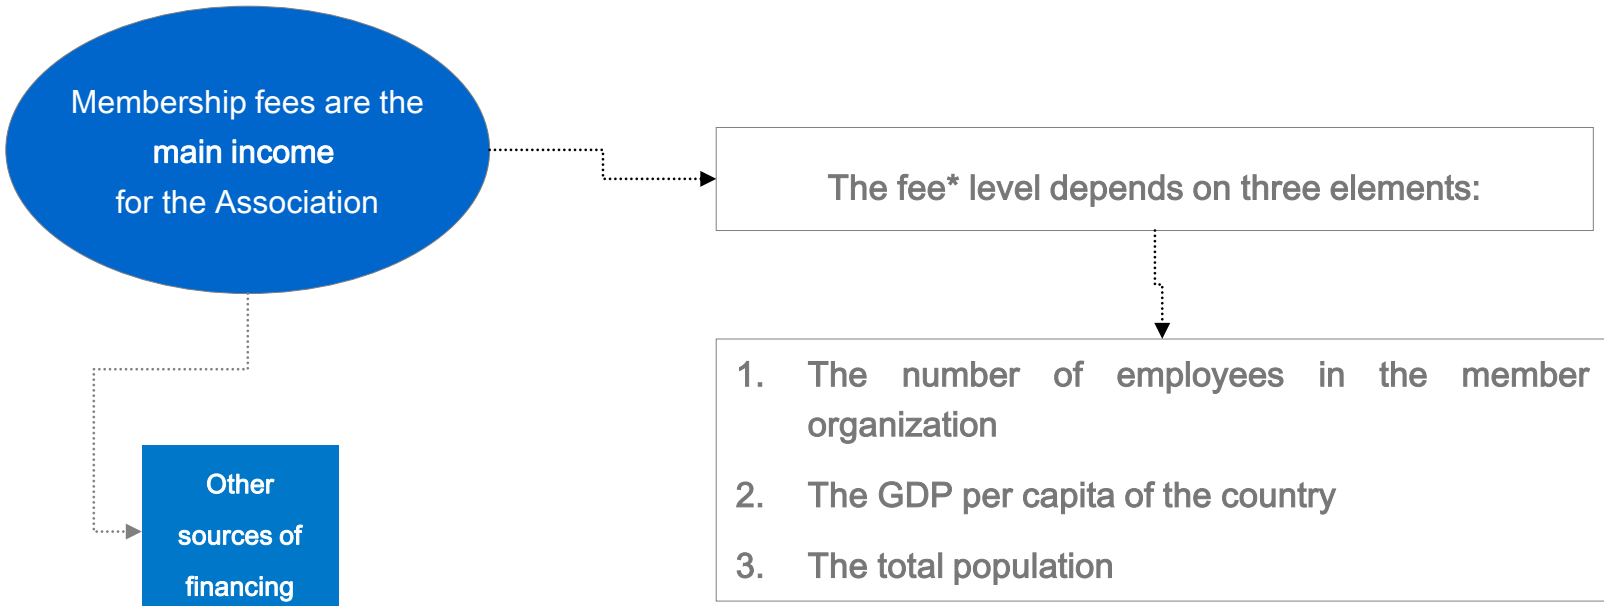 Membership fees are the
main income
for the Association
The fee* level depends on three elements:
1. The number of employees in the member
organization
2. The GDP per capita of the country
3. The total population
Other
sources of
financing